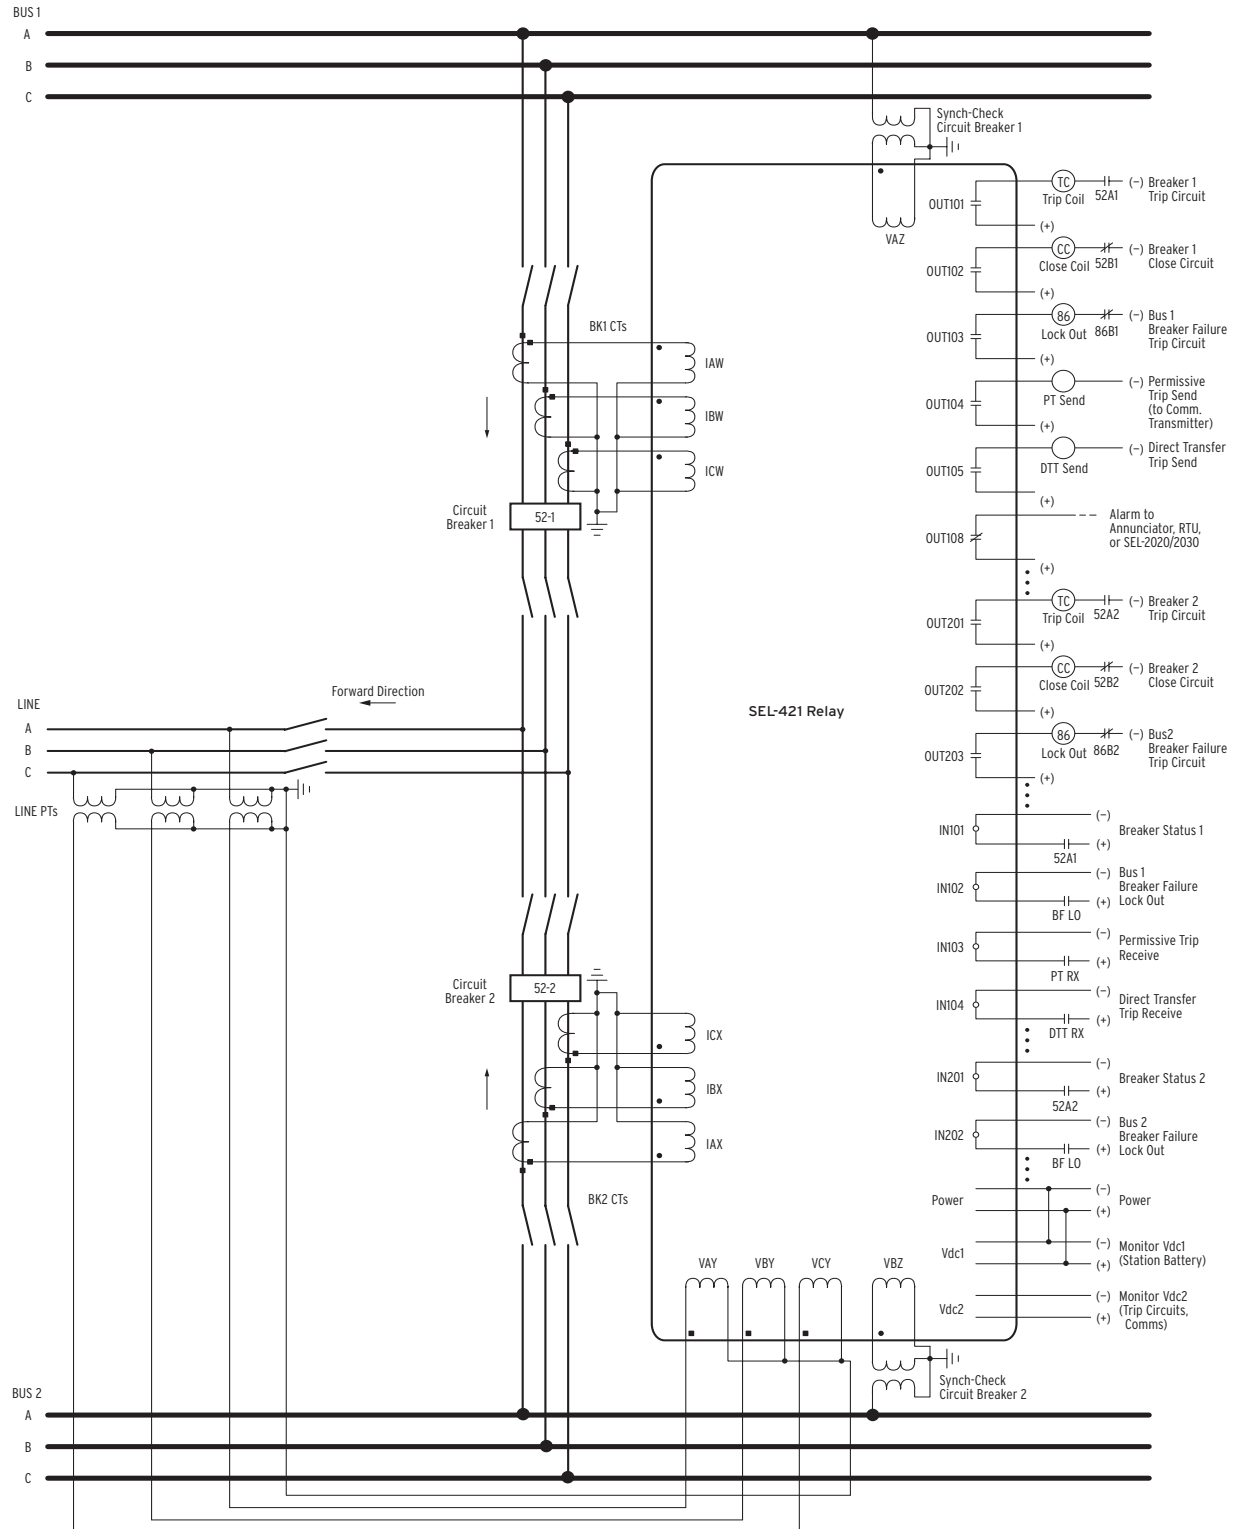 BUS 1
A
B
C
Synch-Check
Circuit Breaker 1
VAZ
OUT101
TC
Trip Coil
52A1
(–) Breaker 1
Trip Circuit
(+)
OUT102
CC
Close Coil
52B1
(–) Breaker 1
Close Circuit
(+)
OUT103
86
Lock Out
86B1
(–) Bus 1
Breaker Failure
Trip Circuit
(+)
OUT104
PT Send
(–) Permissive
Trip Send
(to Comm.
Transmitter)
(+)
OUT105
DTT Send
(–) Direct Transfer
Trip Send
(+)
OUT108
Alarm to
Annunciator, RTU,
or SEL-2020/2030
(+)
OUT201
TC
Trip Coil
52A2
(–) Breaker 2
Trip Circuit
(+)
OUT202
CC
Close Coil
52B2
(–) Breaker 2
Close Circuit
(+)
OUT203
86
Lock Out
86B2
(–) Bus2
Breaker Failure
Trip Circuit
(+)
BK1 CTs
IAW
IBW
ICW
Circuit
Breaker 1
52-1
Forward Direction
LINE
A
B
C
LINE PTs
SEL-421 Relay
IN101
(–)
Breaker Status 1
(+)
52A1
IN102
(–) Bus 1
Breaker Failure
(+) Lock Out
BF LO
IN103
(–)
Permissive Trip
Receive
(+)
PT RX
IN104
(–)
Direct Transfer
Trip Receive
(+)
DTT RX
IN201
(–)
Breaker Status 2
(+)
52A2
IN202
(–) Bus 2
Breaker Failure
(+) Lock Out
BF LO
Power
(–)
Power
(+)
Vdc1
(–) Monitor Vdc1
(Station Battery)
(+)
Vdc2
(–) Monitor Vdc2
(Trip Circuits,
(+) Comms)
Circuit
Breaker 2
52-2
ICX
IBX
IAX
BK2 CTs
VAY
VBY
VCY
VBZ
Synch-Check
Circuit Breaker 2
BUS 2
A
B
C